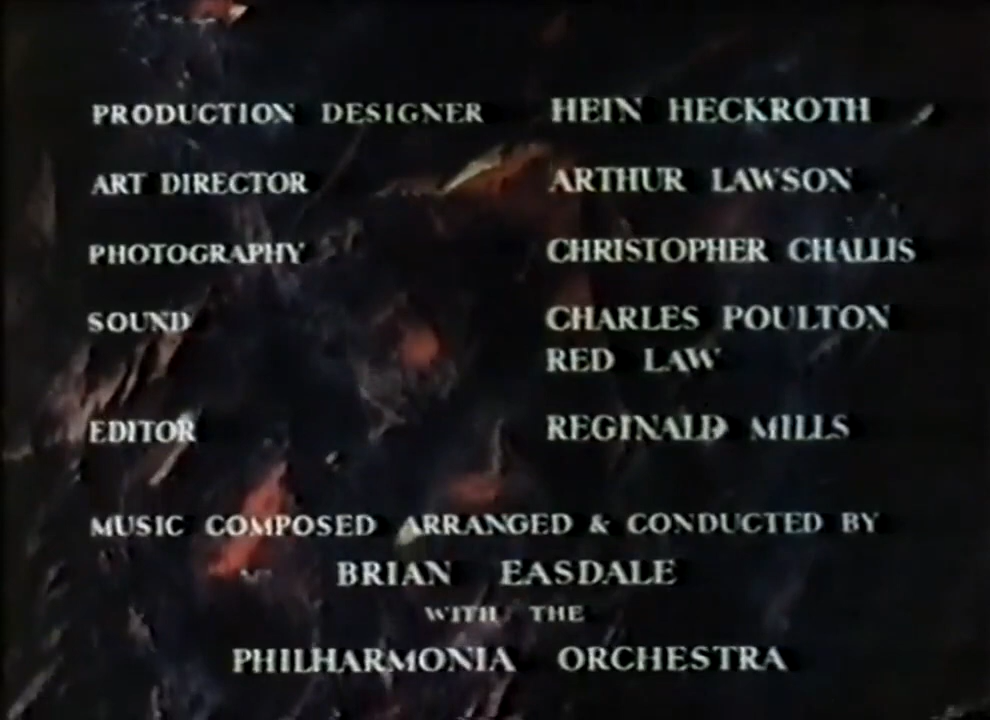 PRODUCTION DESIGNER HEIN HECKROTH
ART DIRECTOR ARTHUR LAWSON
PHOTOGRAPHY CHRISTOPHER CHALLIS
SOUND CHARLES POULTON
RED LAW
EDITOR REGINALD MILLS
MUSIC COMPOSED ARRANGED & CONDUCTED BY
BRIAN EASDALE
WITH THE
PHILHARMONIA ORCHESTRA